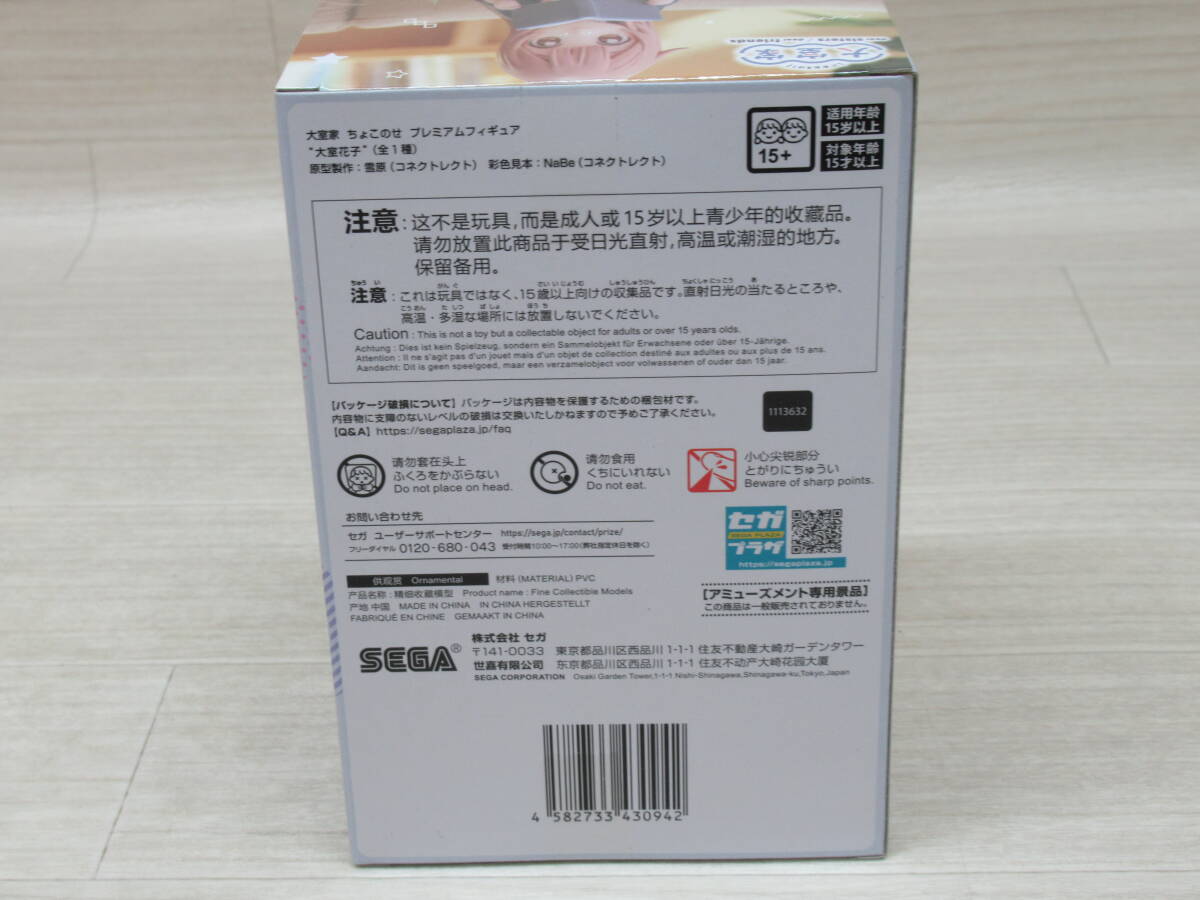 大室家
dear sisters / dear friends
大室家 ちょこのせ プレミアムフィギュア
“大室花子”（全1種）
原型製作：雪原（コネクトレクト） 彩色見本：NaBe（コネクトレクト）
15+
适用年龄
15岁以上
対象年齢
15才以上
注意：这不是玩具，而是成人或15岁以上青少年的收藏品。
请勿放置此商品于受日光直射，高温或潮湿的地方。
保留备用。
注意：これは玩具ではなく、15歳以上向けの収集品です。直射日光の当たるところや、
高温・多湿な場所には放置しないでください。
Caution : This is not a toy but a collectable object for adults or over 15 years olds.
Achtung : Dies ist kein Spielzeug, sondern ein Sammelobjekt für Erwachsene oder über 15-Jährige.
Attention : Il ne s'agit pas d'un jouet mais d'un objet de collection destiné aux adultes ou aux plus de 15 ans.
Aandacht: Dit is geen speelgoed, maar een verzamelobject voor volwassenen of ouder dan 15 jaar.
【パッケージ破損について】パッケージは内容物を保護するための梱包材です。
内容物に支障のないレベルの破損は交換いたしかねますので予めご了承ください。
【Q&A】https://segaplaza.jp/faq
1113632
请勿套在头上
ふくろをかぶらない
Do not place on head.
请勿食用
くちにいれない
Do not eat.
小心尖锐部分
とがりにちゅうい
Beware of sharp points.
お問い合わせ先
セガ ユーザーサポートセンター https://sega.jp/contact/prize/
フリーダイヤル 0120-680-043 受付時間10:00〜17:00（弊社指定休日を除く）
セガ
SEGA PLAZA
プラザ
https://segaplaza.jp
供观赏 Ornamental 材料（MATERIAL）PVC
产品名称：精细收藏模型 Product name : Fine Collectible Models
产地 中国 MADE IN CHINA IN CHINA HERGESTELLT
FABRIQUÉ EN CHINE GEMAAKT IN CHINA
【アミューズメント専用景品】
この商品は一般販売されておりません。
SEGA®
株式会社 セガ
〒141-0033 東京都品川区西品川1-1-1 住友不動産大崎ガーデンタワー
世嘉有限公司 东京都品川区西品川1-1-1 住友不动产大崎花园大厦
SEGA CORPORATION Osaki Garden Tower,1-1-1 Nishi-Shinagawa,Shinagawa-ku,Tokyo,Japan
4 582733 430942